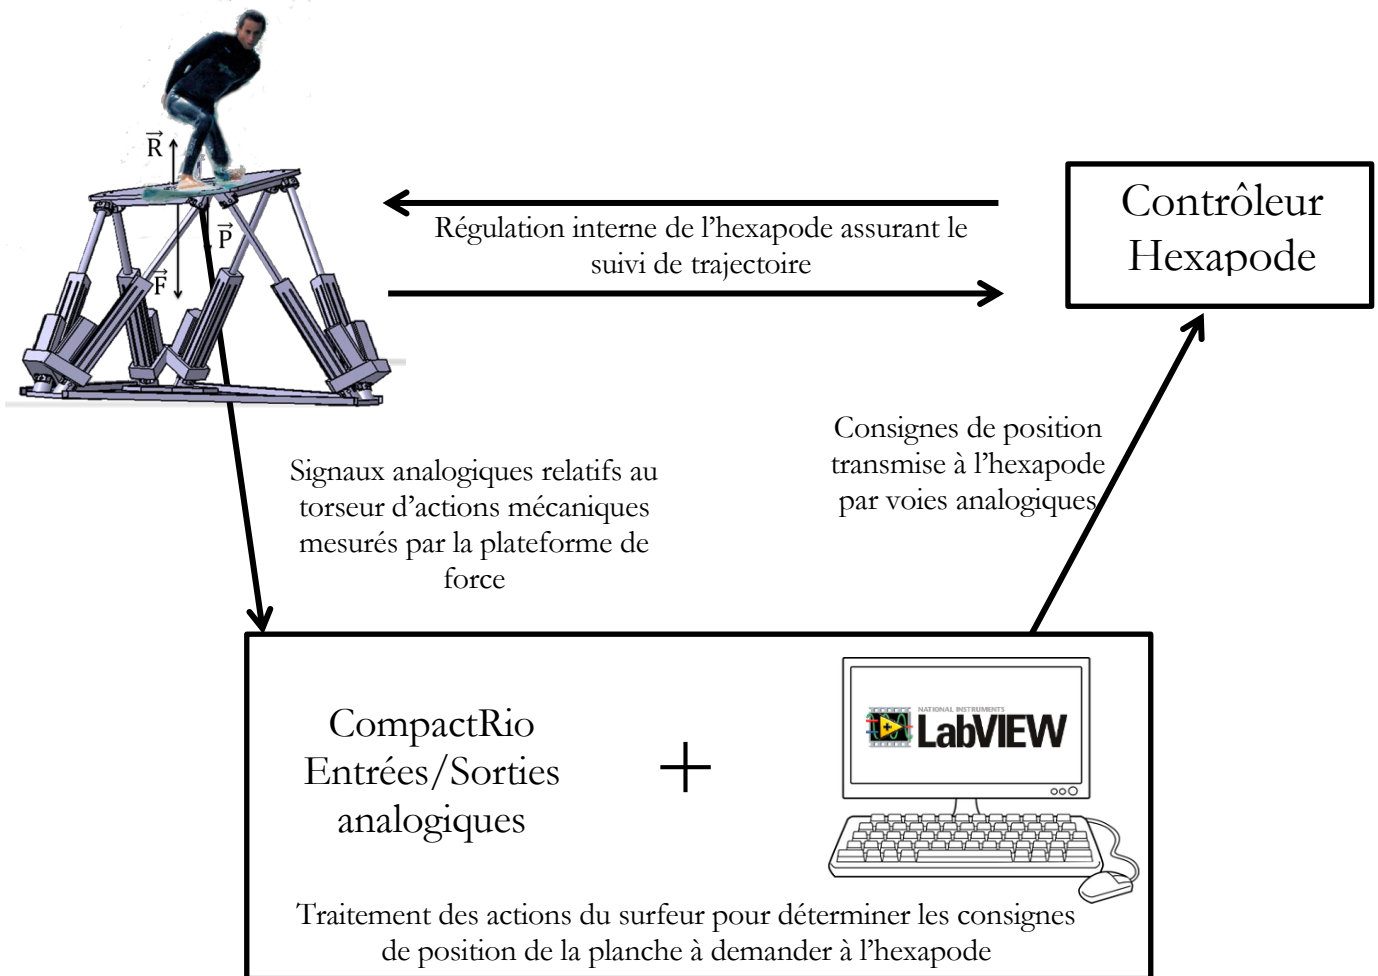 R
P
F
Régulation interne de l’hexapode assurant le
suivi de trajectoire
Contrôleur
Hexapode
Signaux analogiques relatifs au
torseur d’actions mécaniques
mesurés par la plateforme de
force
Consignes de position
transmise à l’hexapode
par voies analogiques
CompactRio
Entrées/Sorties
analogiques
+
NATIONAL INSTRUMENTS
LabVIEW
Traitement des actions du surfeur pour déterminer les consignes
de position de la planche à demander à l’hexapode